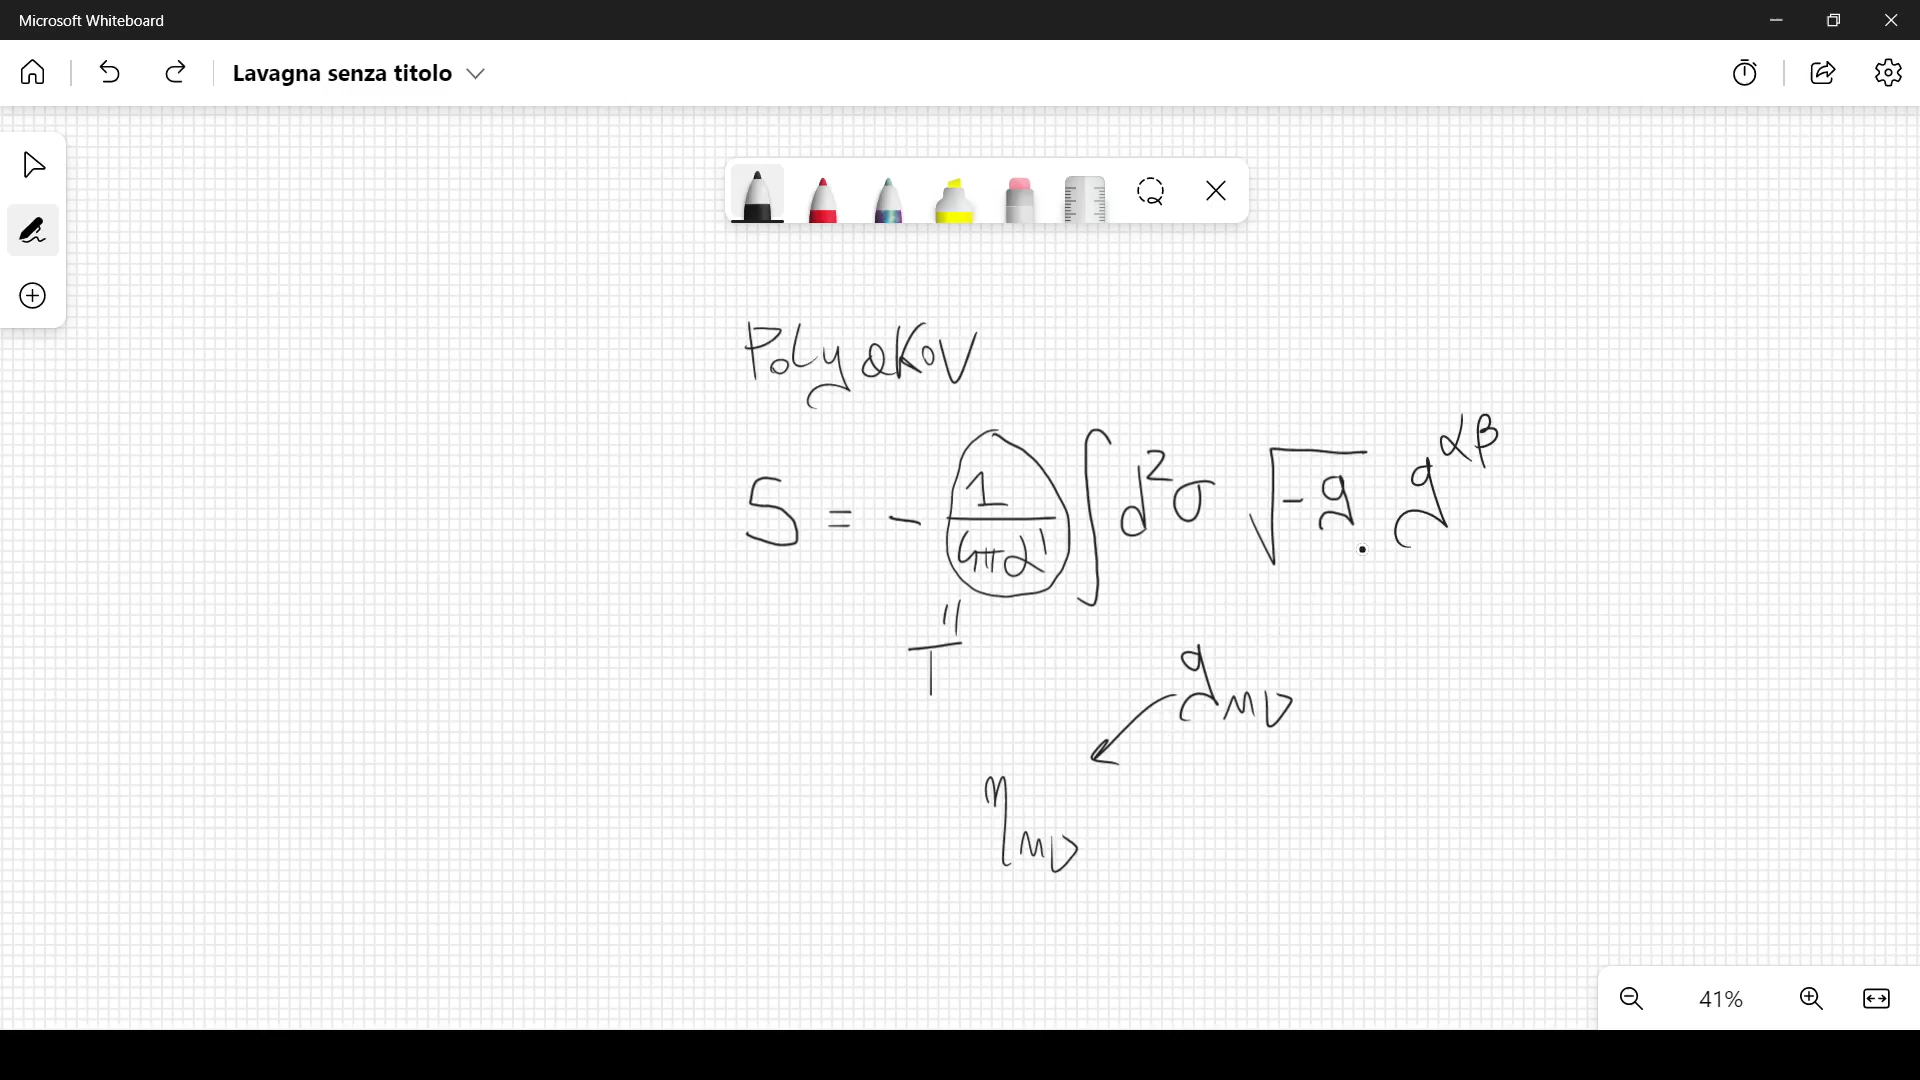 Microsoft Whiteboard
Lavagna senza titolo
Polyakov
S = - 1/4πα' ∫ d²σ √-g g^αβ
"
T
g_μν
η_μν
41%